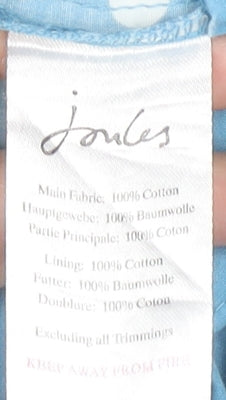 Joules
Main Fabric: 100% Cotton
Hauptgewebe: 100% Baumwolle
Partie Principale: 100% Coton
Lining: 100% Cotton
Futter: 100% Baumwolle
Doublure: 100% Coton
Excluding all Trimmings
KEEP AWAY FROM FIRE